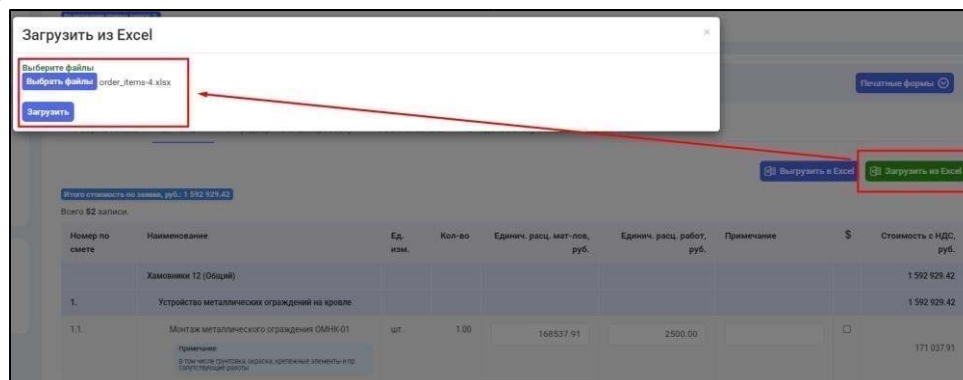 Загрузить из Excel
×
Выберите файлы
Выбрать файлы order_items-4.xlsx
Загрузить
Печатные формы
Выгрузить в Excel Загрузить из Excel
Итого стоимость по заявке, руб.: 1 592 929.42
Всего 52 записи.
Номер по смете Наименование Ед. изм. Кол-во Единич. расц. мат-лов, руб. Единич. расц. работ, руб. Примечание $ Стоимость с НДС, руб.
Хамовники 12 (Общий) 1 592 929.42
1. Устройство металлических ограждений на кровле 1 592 929.42
1.1. Монтаж металлического ограждения ОМНК-01 шт. 1.00 168537.91 2500.00 171 037.91
Примечание
В том числе грунтовка, окраска, крепежные элементы и пр.
сопутствующие работы